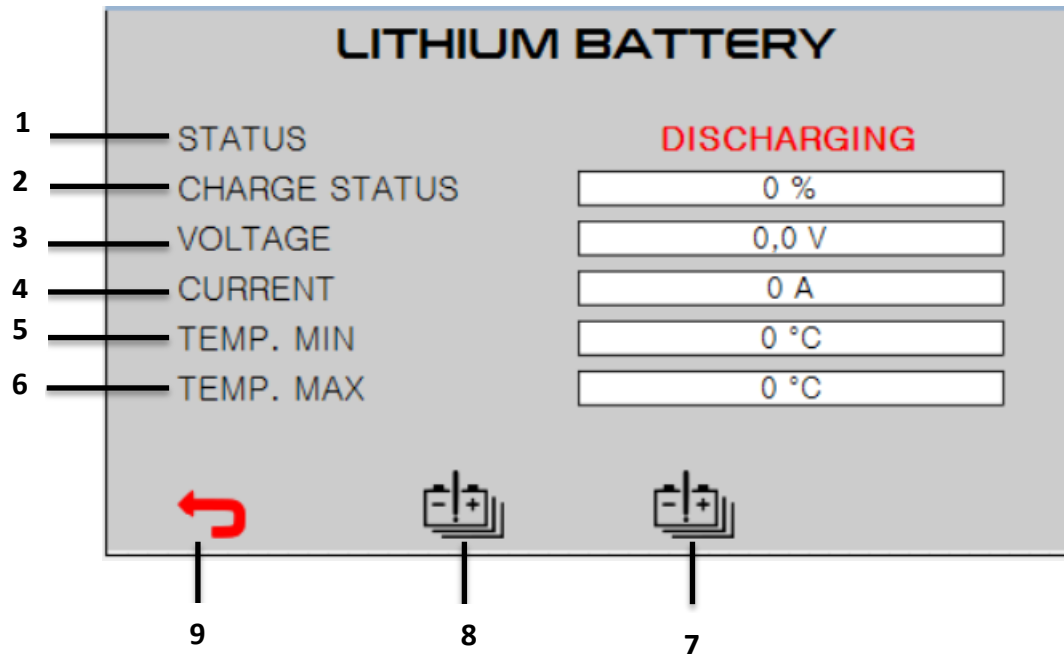 LITHIUM BATTERY
1 STATUS DISCHARGING
2 CHARGE STATUS 0 %
3 VOLTAGE 0,0 V
4 CURRENT 0 A
5 TEMP. MIN 0 °C
6 TEMP. MAX 0 °C
- + - +
9 8 7